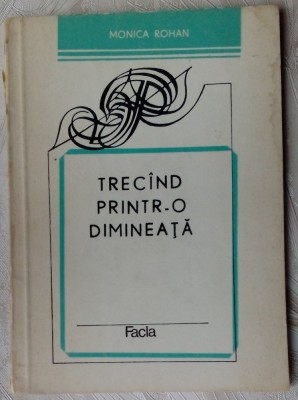 MONICA ROHAN
TRECÎND
PRINTR-O
DIMINEAȚĂ
Facla